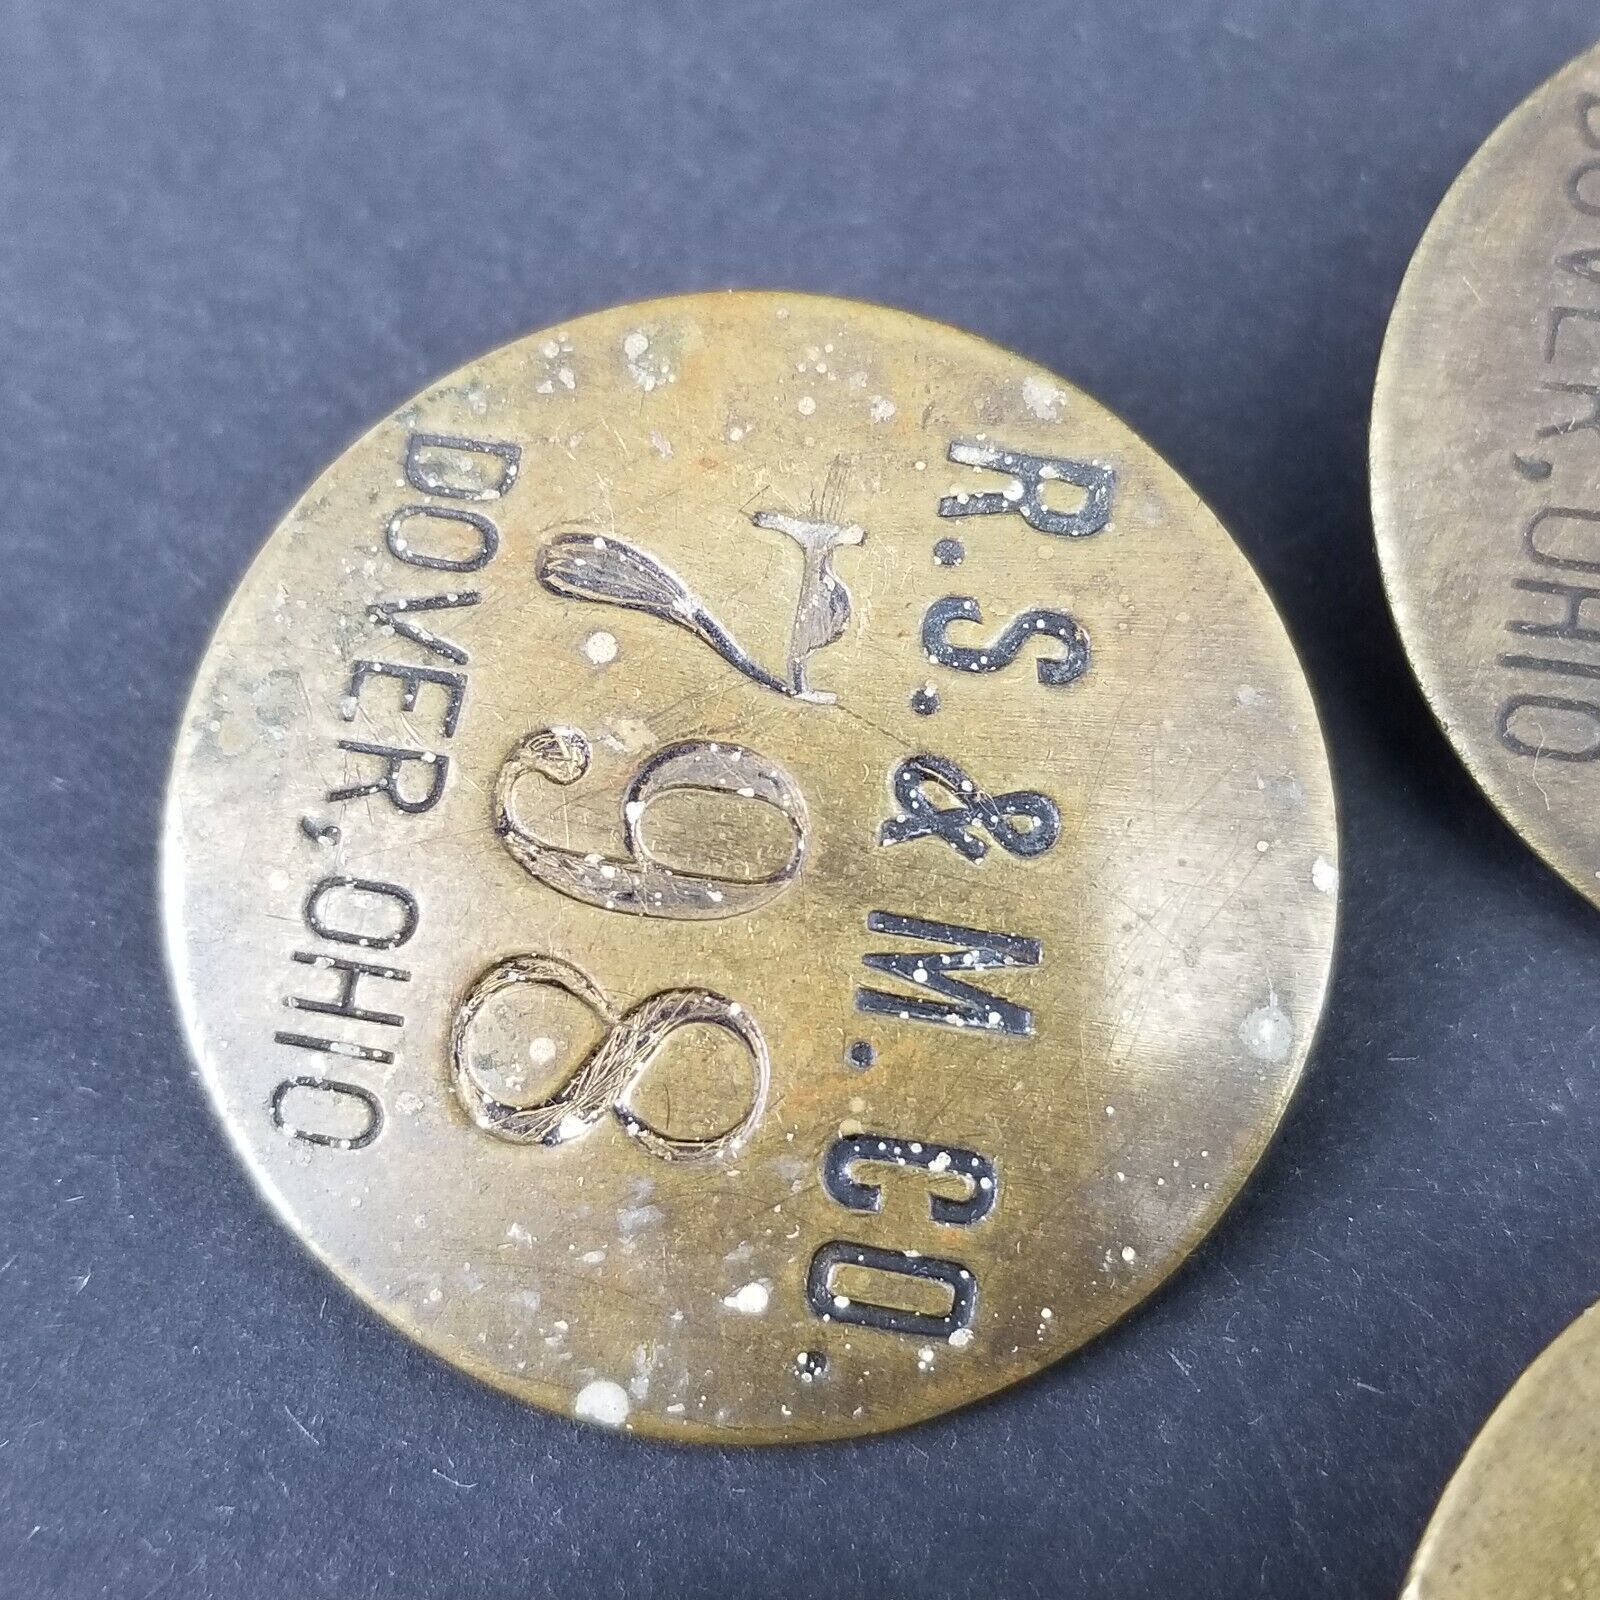 R.S. & M. CO.
798
DOVER, OHIO
DOVER, OHIO